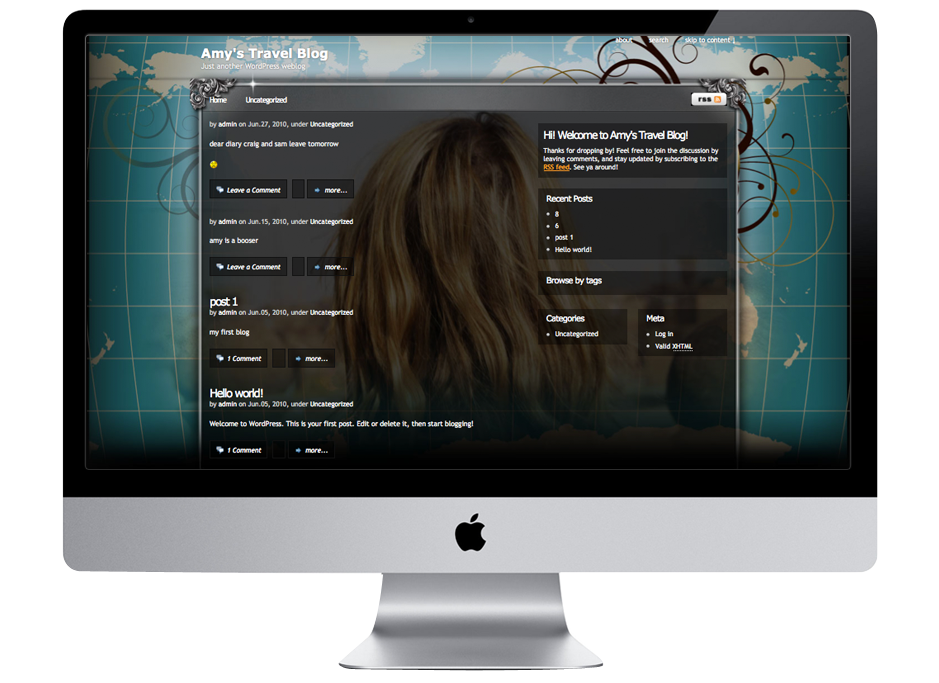 about
search
skip to content ↓
Amy's Travel Blog
Just another WordPress weblog
Home
Uncategorized
rss
by admin on Jun.27, 2010, under Uncategorized
dear diary craig and sam leave tomorrow
Leave a Comment
more...
by admin on Jun.15, 2010, under Uncategorized
amy is a booser
Leave a Comment
more...
post 1
by admin on Jun.05, 2010, under Uncategorized
my first blog
1 Comment
more...
Hello world!
by admin on Jun.05, 2010, under Uncategorized
Welcome to WordPress. This is your first post. Edit or delete it, then start blogging!
1 Comment
more...
Hi! Welcome to Amy's Travel Blog!
Thanks for dropping by! Feel free to join the discussion by
leaving comments, and stay updated by subscribing to the
RSS feed. See ya around!
Recent Posts
8
6
post 1
Hello world!
Browse by tags
Categories
Uncategorized
Meta
Log in
Valid XHTML